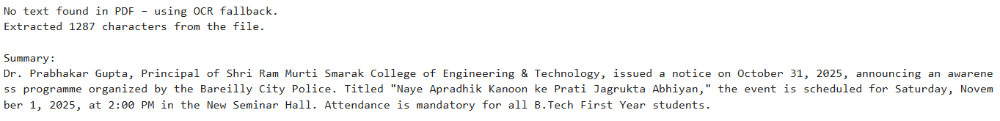 No text found in PDF – using OCR fallback.
Extracted 1287 characters from the file.

Summary:
Dr. Prabhakar Gupta, Principal of Shri Ram Murti Smarak College of Engineering & Technology, issued a notice on October 31, 2025, announcing an awarene
ss programme organized by the Bareilly City Police. Titled "Naye Apradhik Kanoon ke Prati Jagrukta Abhiyan," the event is scheduled for Saturday, Novem
ber 1, 2025, at 2:00 PM in the New Seminar Hall. Attendance is mandatory for all B.Tech First Year students.